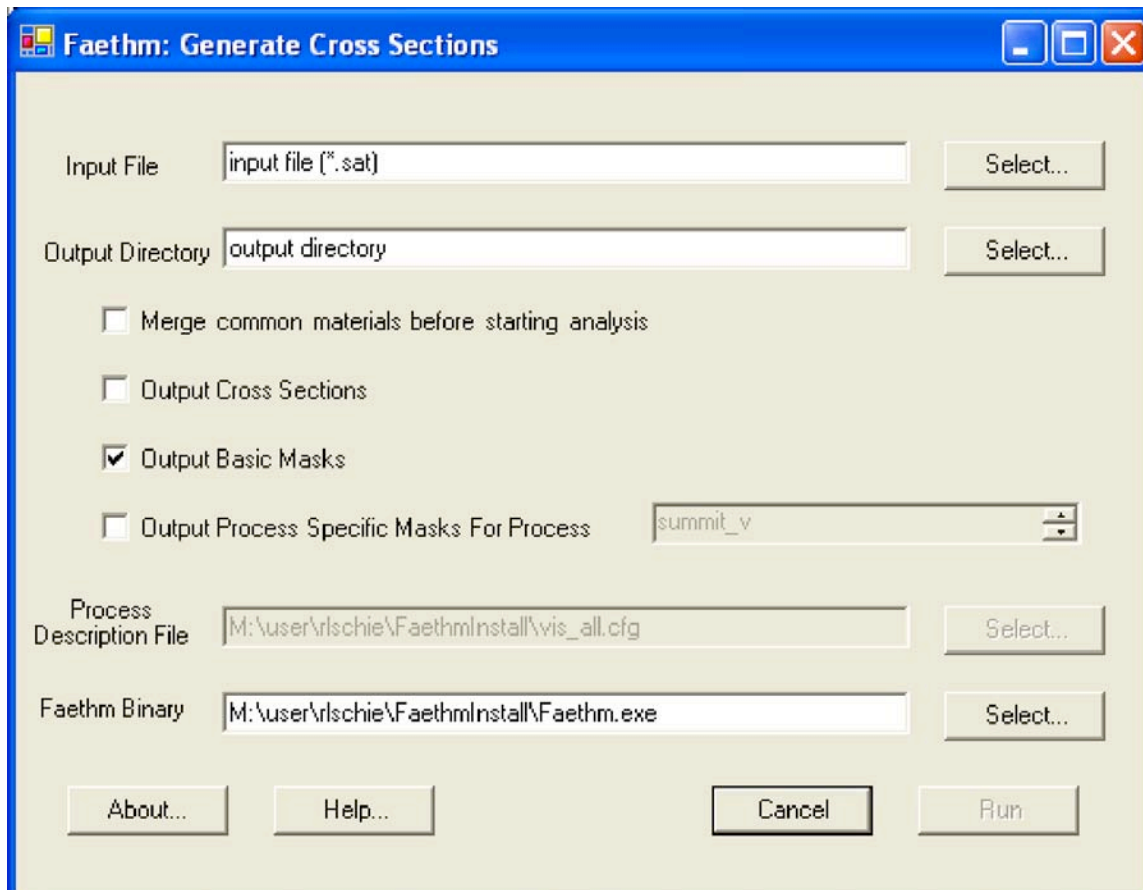 Faethm: Generate Cross Sections
Input File input file (*.sat) Select...
Output Directory output directory Select...
Merge common materials before starting analysis
Output Cross Sections
Output Basic Masks
Output Process Specific Masks For Process summit_v
Process
Description File M:\user\rlschie\FaethmInstall\vis_all.cfg Select...
Faethm Binary M:\user\rlschie\FaethmInstall\Faethm.exe Select...
About... Help... Cancel Run